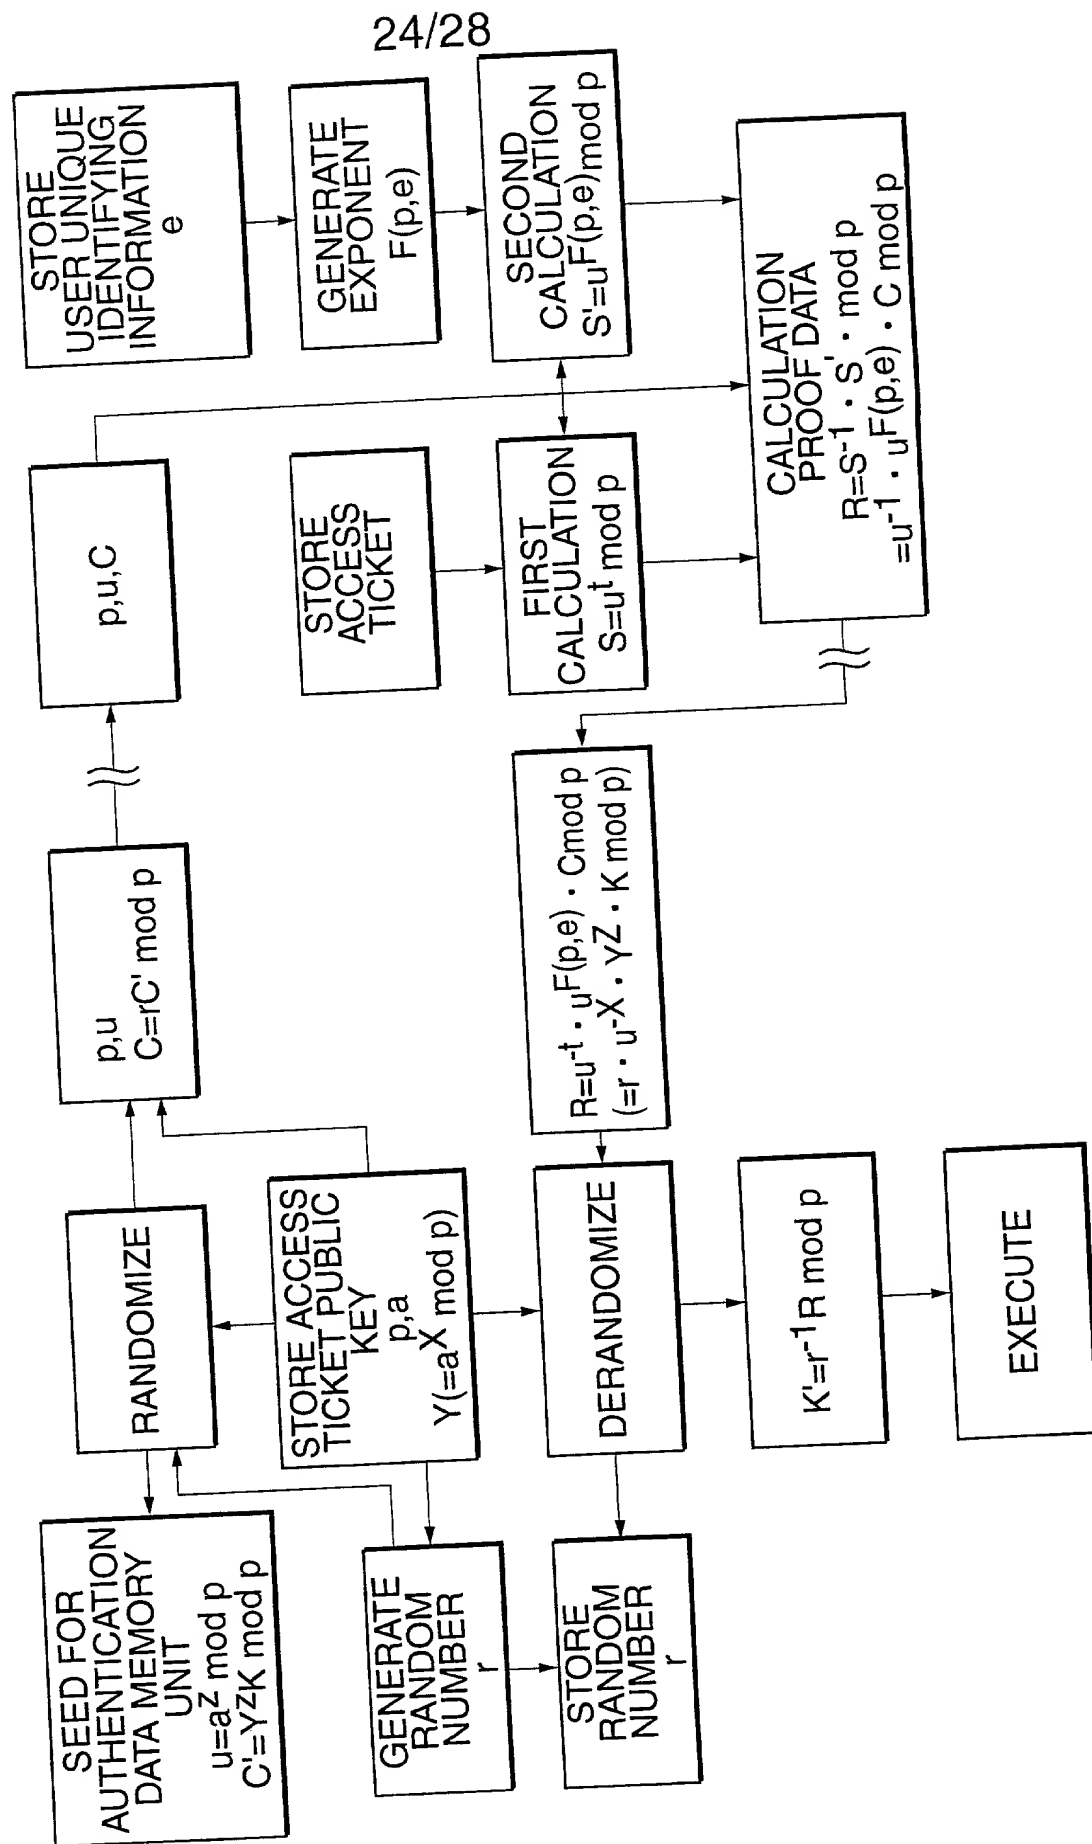 24/28
SEED FOR
AUTHENTICATION
DATA MEMORY
UNIT
u=a^z mod p
C'=Y^zK mod p
RANDOMIZE
p,u
C=rC' mod p
p,u,C
STORE
USER UNIQUE
IDENTIFYING
INFORMATION
e
GENERATE
RANDOM
NUMBER
r
STORE ACCESS
TICKET PUBLIC
KEY
p,a
Y(=a^X mod p)
STORE
ACCESS
TICKET
GENERATE
EXPONENT
F(p,e)
STORE
RANDOM
NUMBER
r
DERANDOMIZE
R=u^-t · u^F(p,e) · Cmod p
(=r · u^-X · Y^Z · K mod p)
FIRST
CALCULATION
S=u^t mod p
SECOND
CALCULATION
S'=u^F(p,e) mod p
K'=r^-1R mod p
CALCULATION
PROOF DATA
R=S^-1 · S' · mod p
=u^-1 · u^F(p,e) · C mod p
EXECUTE